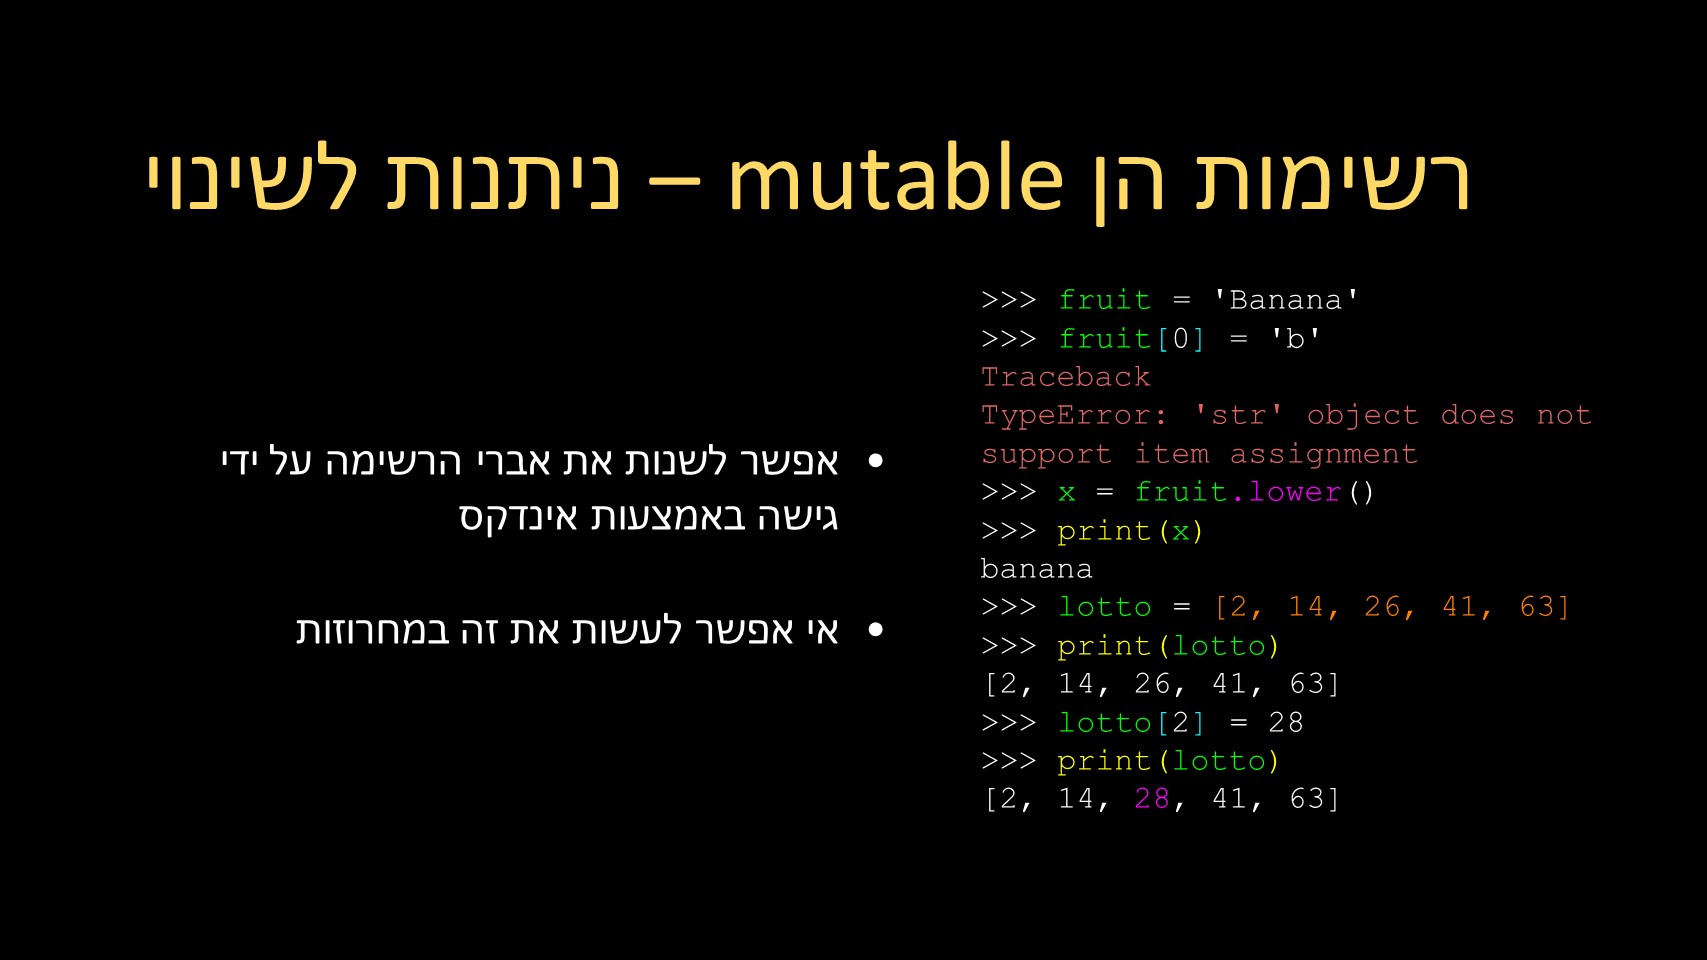 רשימות הן mutable – ניתנות לשינוי
• אפשר לשנות את אברי הרשימה על ידי
גישה באמצעות אינדקס
• אי אפשר לעשות את זה במחרוזות
>>> fruit = 'Banana'
>>> fruit[0] = 'b'
Traceback
TypeError: 'str' object does not
support item assignment
>>> x = fruit.lower()
>>> print(x)
banana
>>> lotto = [2, 14, 26, 41, 63]
>>> print(lotto)
[2, 14, 26, 41, 63]
>>> lotto[2] = 28
>>> print(lotto)
[2, 14, 28, 41, 63]